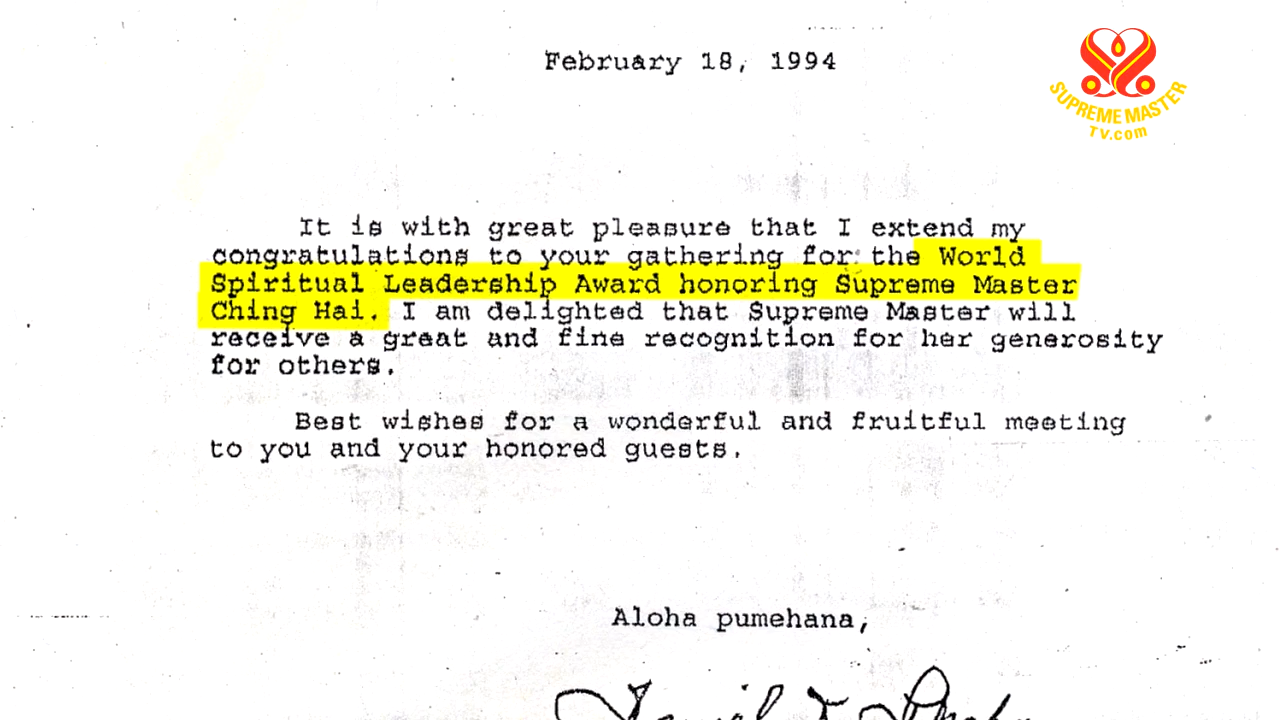 February 18, 1994
SUPREME MASTER
TV.com
It is with great pleasure that I extend my
congratulations to your gathering for the World
Spiritual Leadership Award honoring Supreme Master
Ching Hai. I am delighted that Supreme Master will
receive a great and fine recognition for her generosity
for others.
Best wishes for a wonderful and fruitful meeting
to you and your honored guests.
Aloha pumehana,